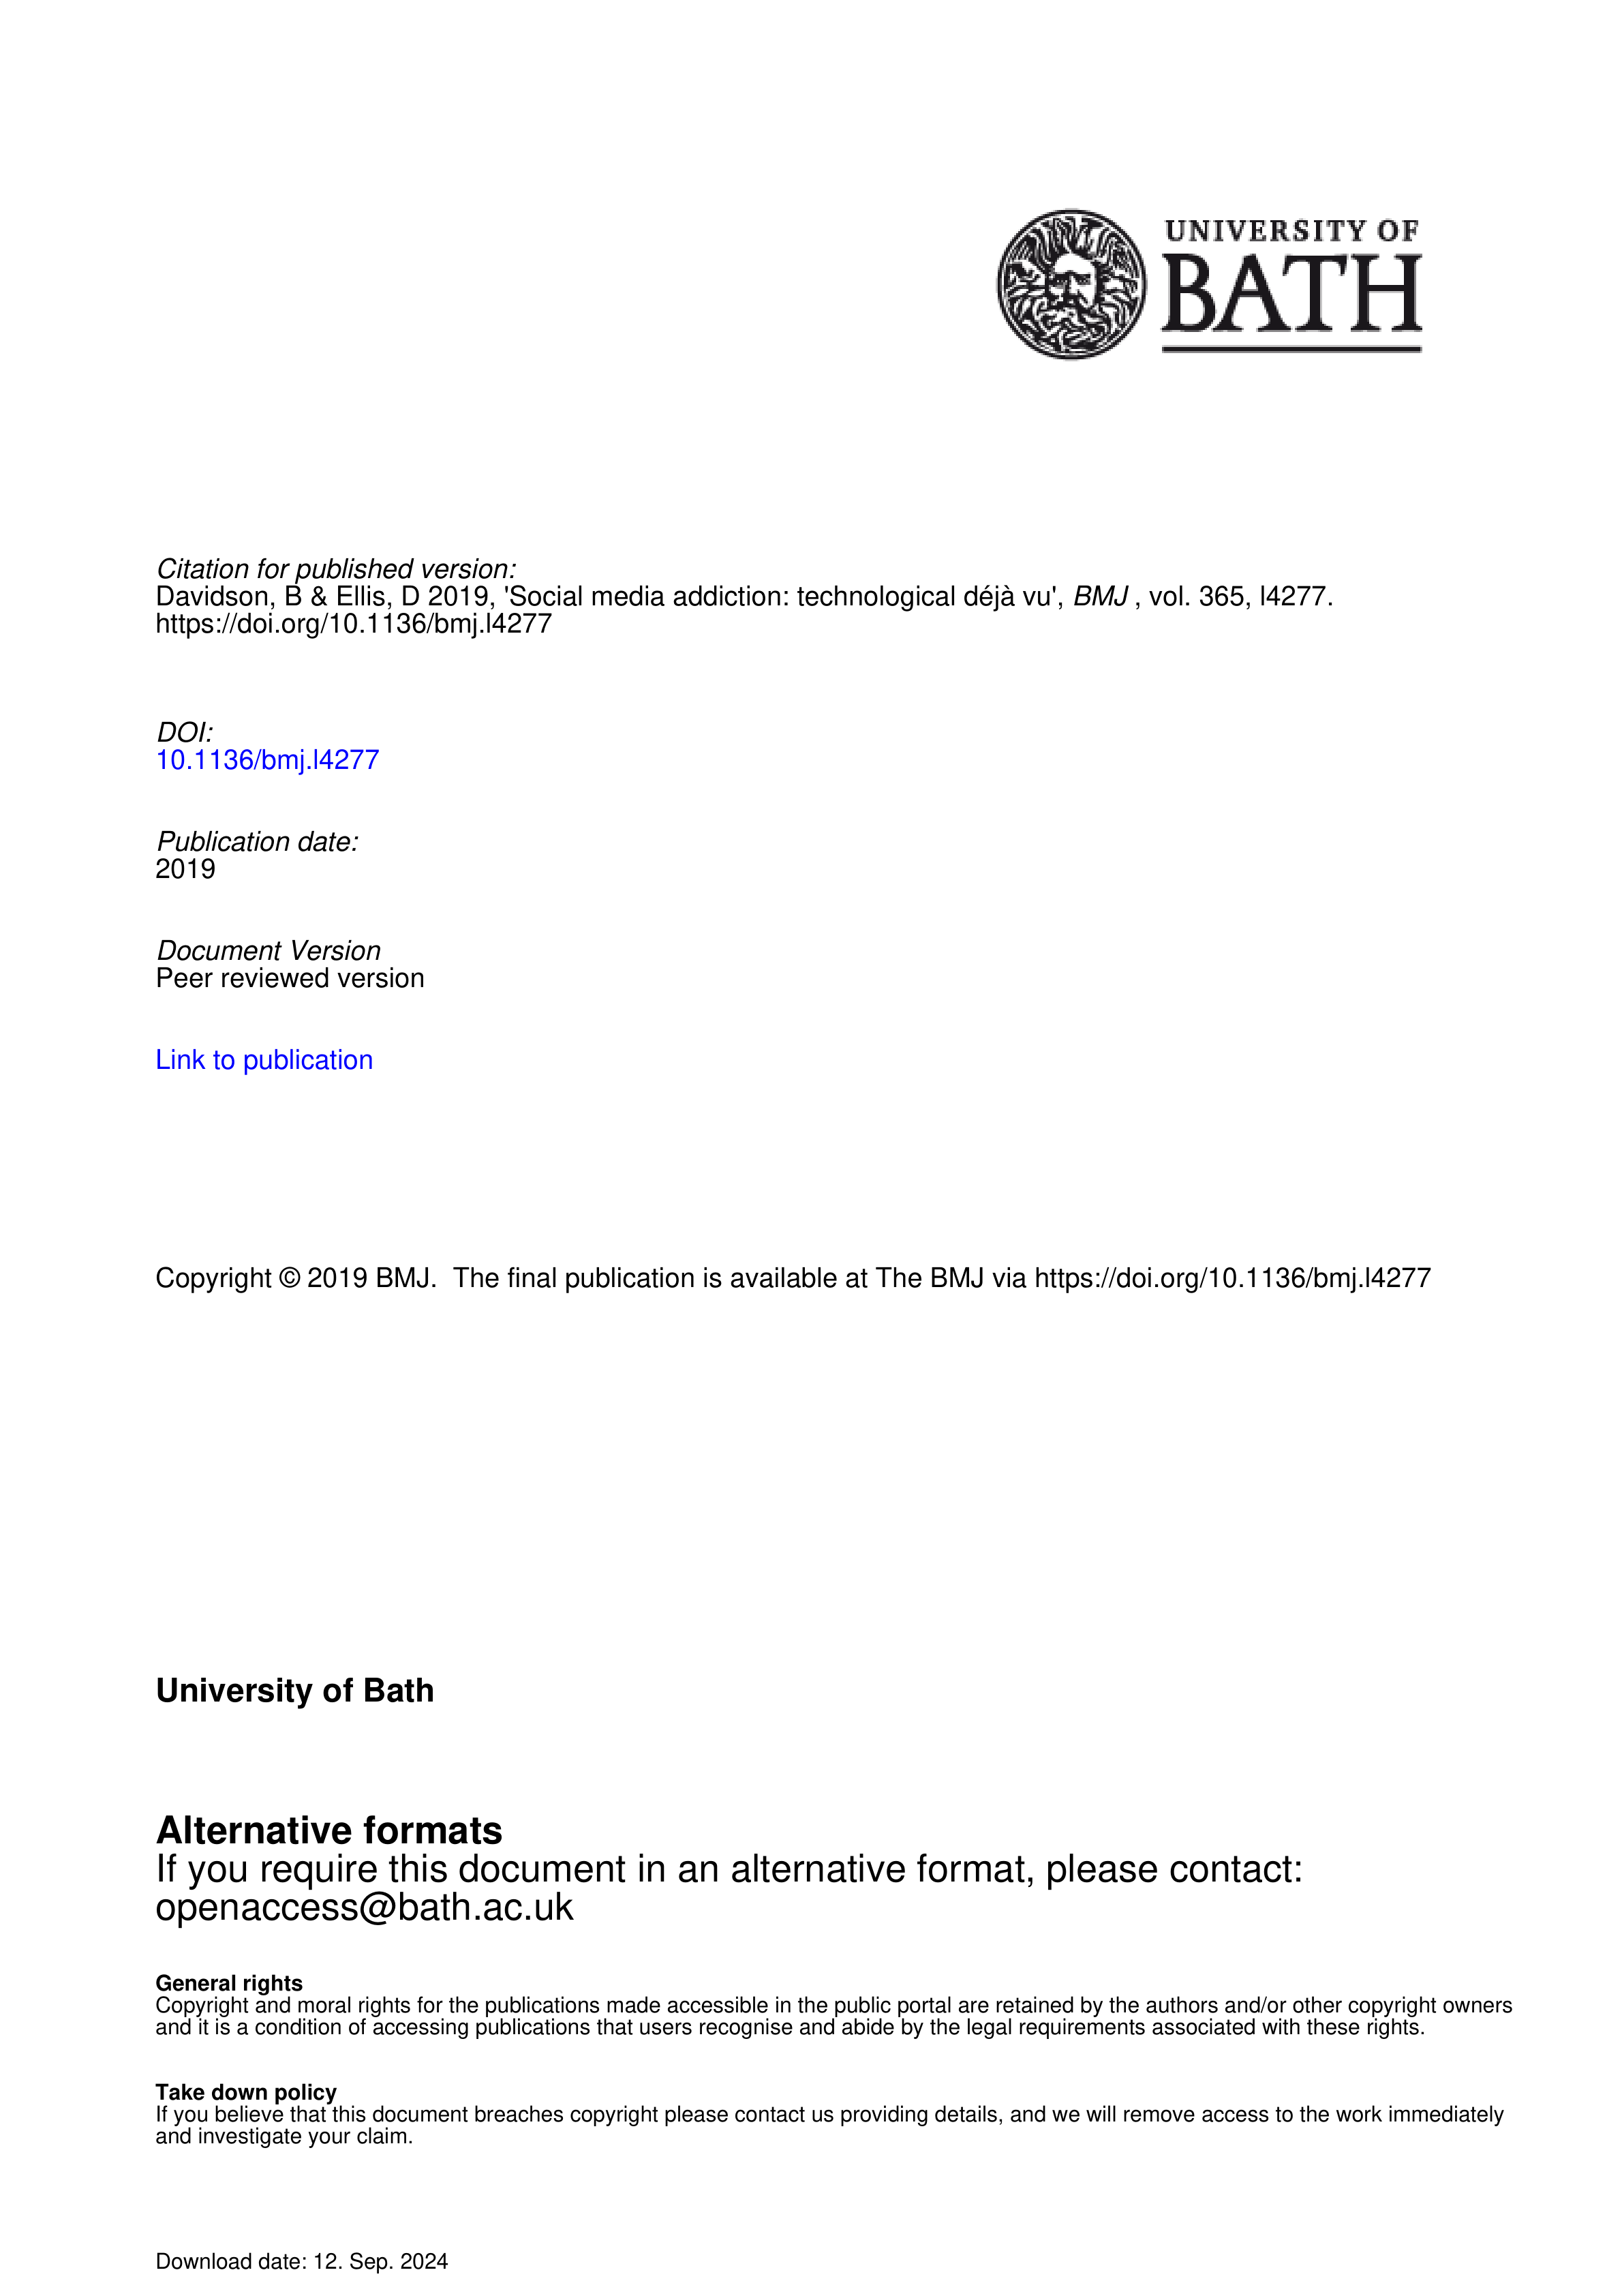 UNIVERSITY OF
BATH
Citation for published version:
Davidson, B & Ellis, D 2019, 'Social media addiction: technological déjà vu', BMJ , vol. 365, l4277.
https://doi.org/10.1136/bmj.l4277
DOI:
10.1136/bmj.l4277
Publication date:
2019
Document Version
Peer reviewed version
Link to publication
Copyright © 2019 BMJ.  The final publication is available at The BMJ via https://doi.org/10.1136/bmj.l4277
University of Bath
Alternative formats
If you require this document in an alternative format, please contact:
openaccess@bath.ac.uk
General rights
Copyright and moral rights for the publications made accessible in the public portal are retained by the authors and/or other copyright owners
and it is a condition of accessing publications that users recognise and abide by the legal requirements associated with these rights.
Take down policy
If you believe that this document breaches copyright please contact us providing details, and we will remove access to the work immediately
and investigate your claim.
Download date: 12. Sep. 2024